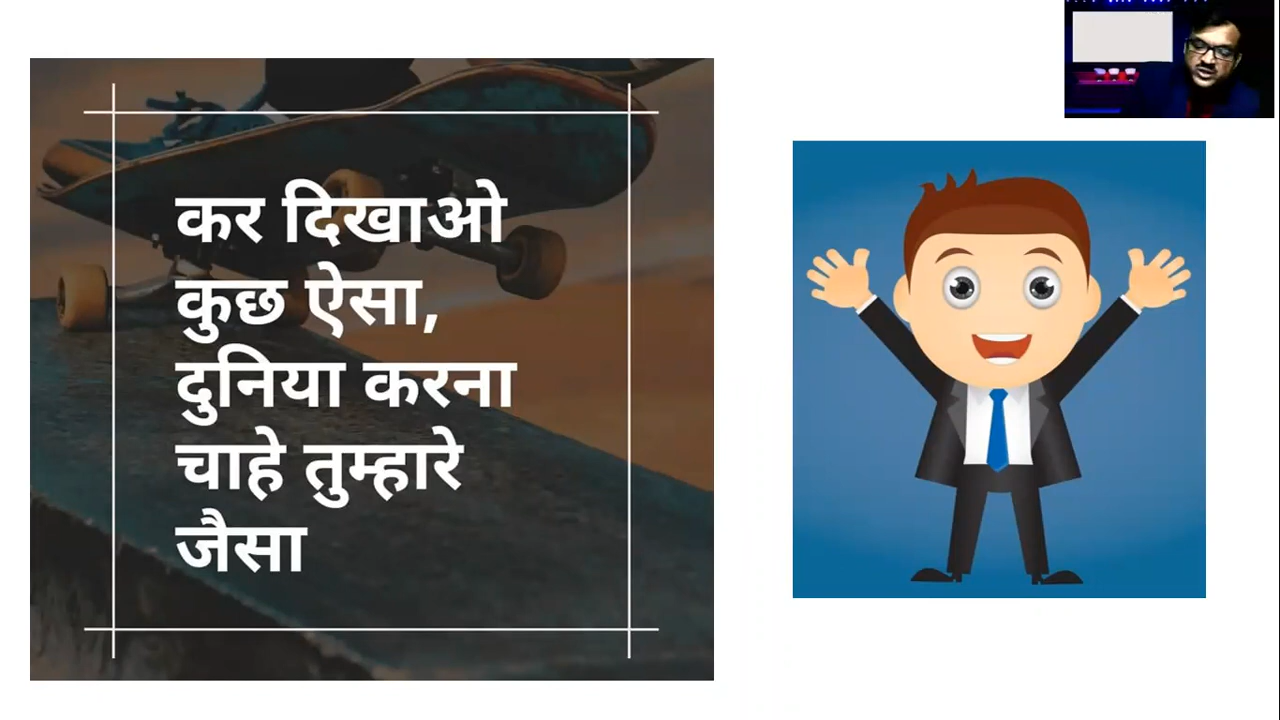 कर दिखाओ
कुछ ऐसा,
दुनिया करना
चाहे तुम्हारे
जैसा